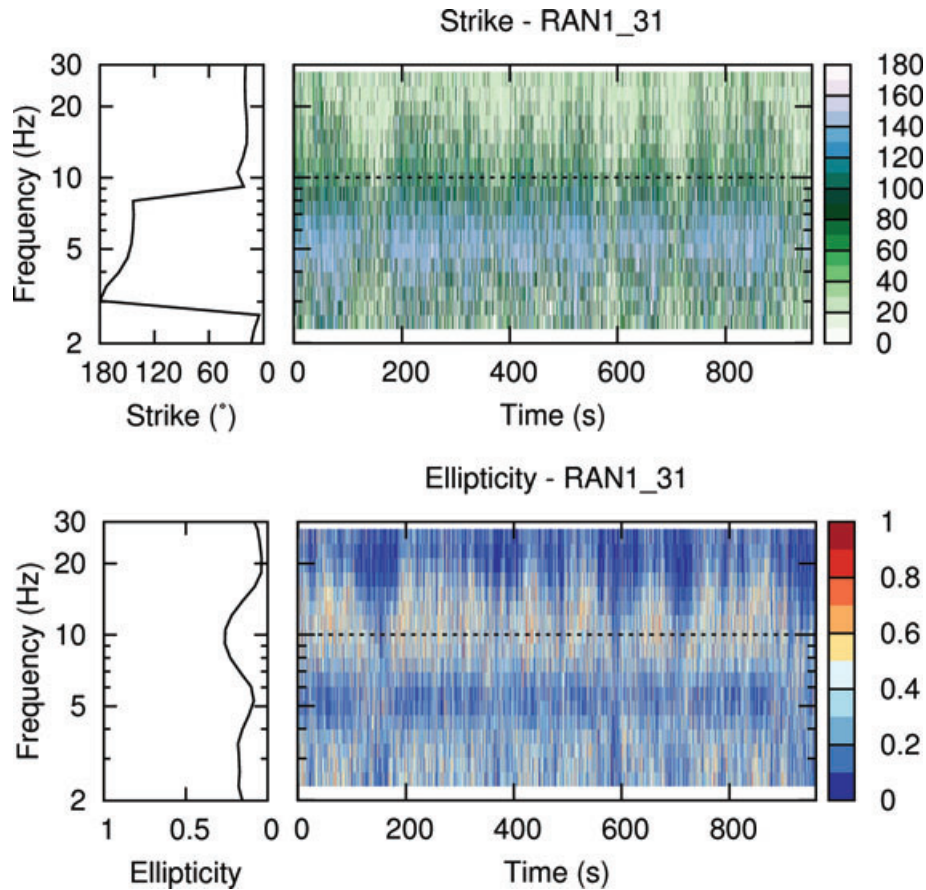 Strike - RAN1_31
30
20
10
5
2
Frequency (Hz)
180 120 60 0
Strike (°)
0 200 400 600 800
Time (s)
180
160
140
120
100
80
60
40
20
0
Ellipticity - RAN1_31
30
20
10
5
2
Frequency (Hz)
1 0.5 0
Ellipticity
0 200 400 600 800
Time (s)
1
0.8
0.6
0.4
0.2
0